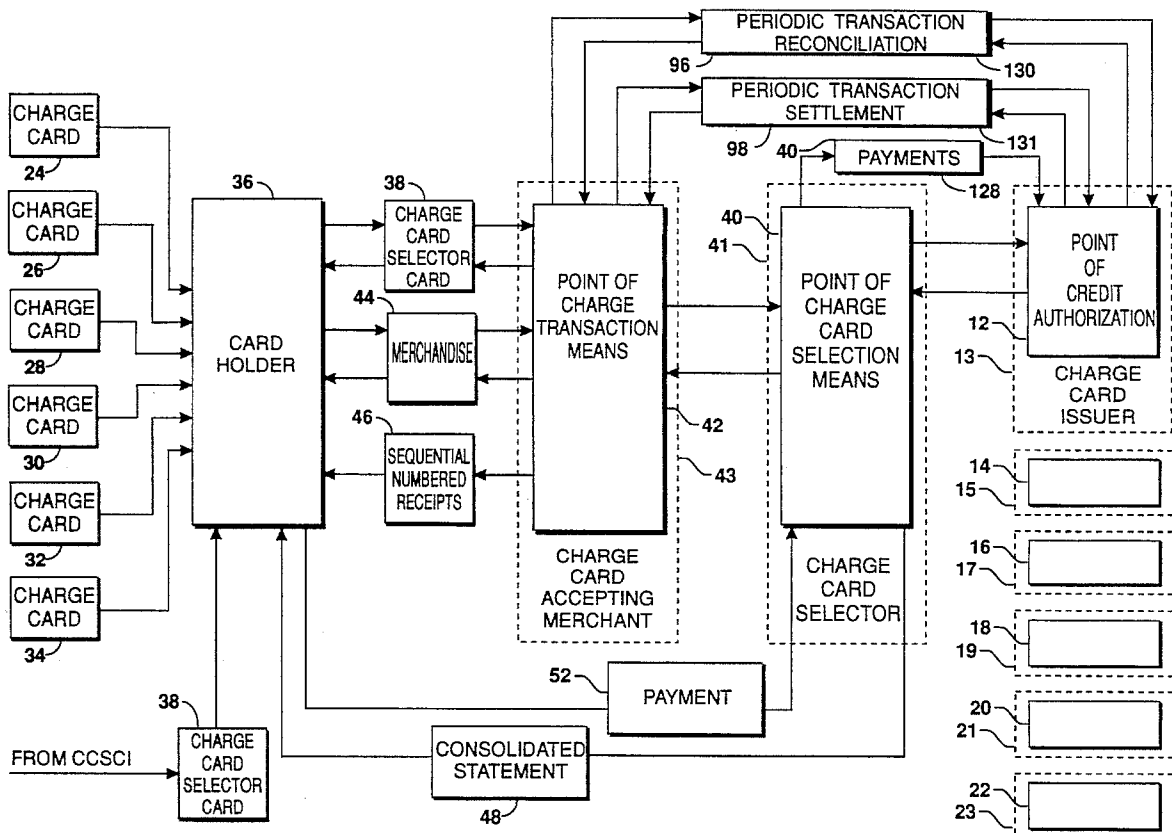 PERIODIC TRANSACTION
RECONCILIATION
96
130
PERIODIC TRANSACTION
SETTLEMENT
98
131
40
PAYMENTS
128
CHARGE
CARD
24
CHARGE
CARD
26
CHARGE
CARD
28
CHARGE
CARD
30
CHARGE
CARD
32
CHARGE
CARD
34
36
CARD
HOLDER
38
CHARGE
CARD
SELECTOR
CARD
44
MERCHANDISE
46
SEQUENTIAL
NUMBERED
RECEIPTS
POINT OF
CHARGE
TRANSACTION
MEANS
42
43
CHARGE
CARD
ACCEPTING
MERCHANT
40
41
POINT OF
CHARGE
CARD
SELECTION
MEANS
CHARGE
CARD
SELECTOR
POINT
OF
CREDIT
AUTHORIZATION
12
13
CHARGE
CARD
ISSUER
14
15
16
17
18
19
20
21
22
23
52
PAYMENT
FROM CCSCI
38
CHARGE
CARD
SELECTOR
CARD
CONSOLIDATED
STATEMENT
48